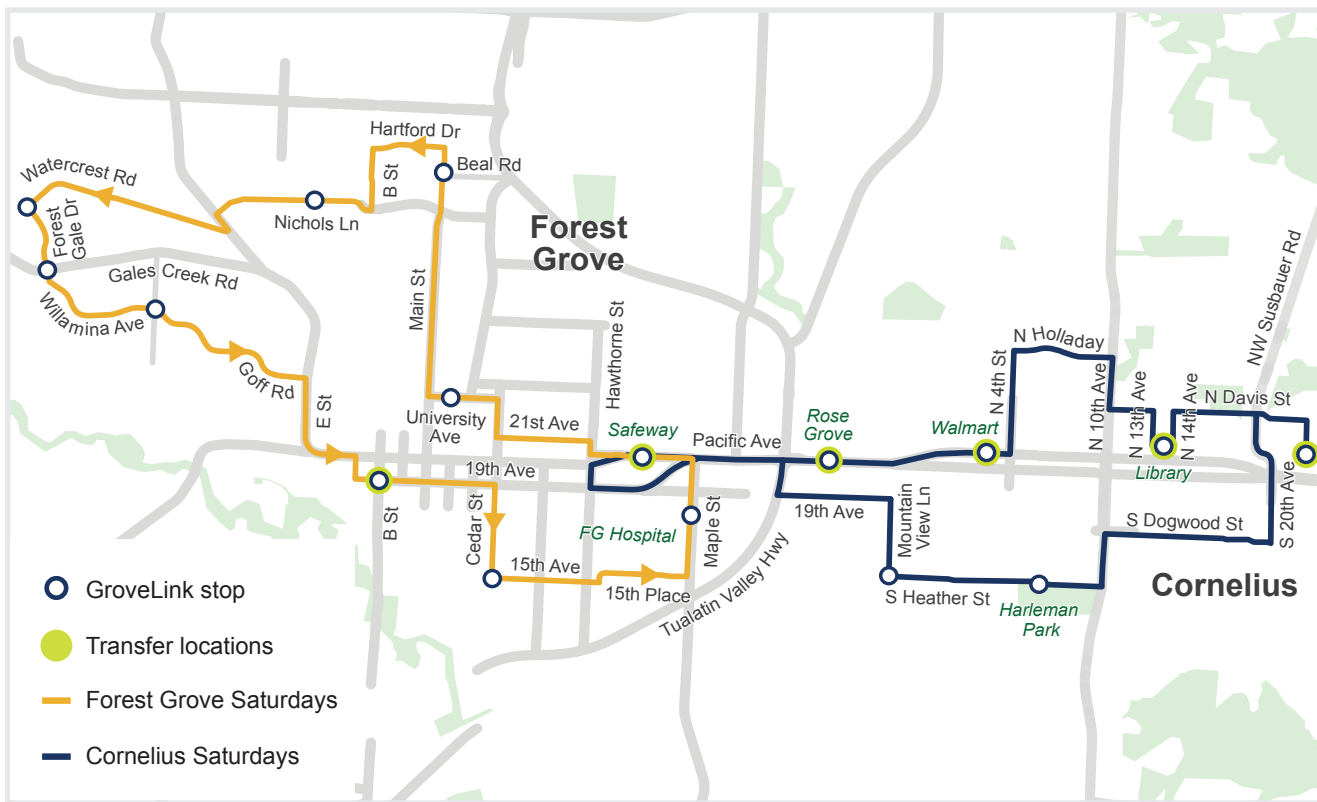 Hartford Dr
Beal Rd
B St
Watercrest Rd
Nichols Ln
Forest
Gale Dr
Forest
Grove
Gales Creek Rd
Willamina Ave
Main St
Hawthorne St
Goff Rd
E St
University
Ave
21st Ave
Safeway
Pacific Ave
19th Ave
B St
Cedar St
FG Hospital
Maple St
15th Ave
15th Place
Tualatin Valley Hwy
Rose
Grove
Walmart
N 4th St
N Holladay
N 10th Ave
N 13th Ave
N 14th Ave
Library
N Davis St
NW Susbauer Rd
S 20th Ave
S Dogwood St
19th Ave
Mountain
View Ln
S Heather St
Harleman
Park
Cornelius
GroveLink stop
Transfer locations
Forest Grove Saturdays
Cornelius Saturdays